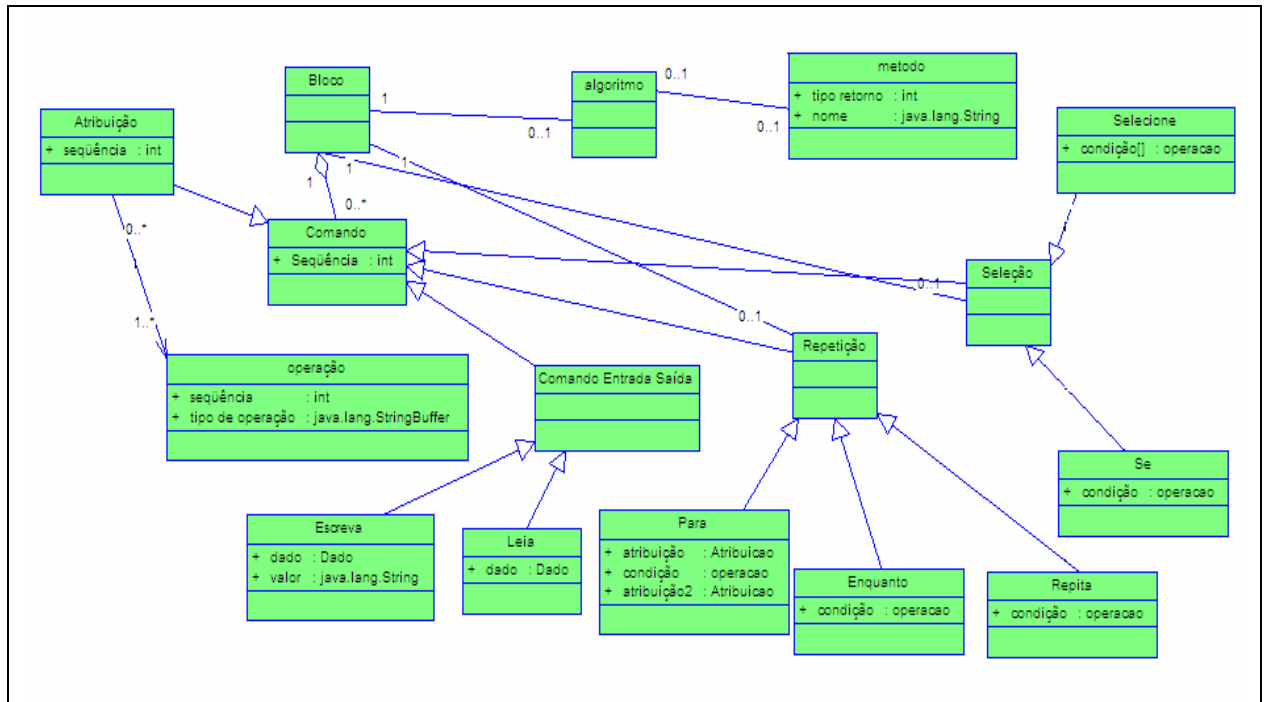 Bloco
algoritmo
metodo
+ tipo retorno : int
+ nome : java.lang.String
Atribuição
+ seqüência : int
Selecione
+ condição[] : operacao
1
0..1
0..1
0..1
1
1
1
0..*
Comando
+ Seqüência : int
0..*
1..*
Seleção
0..1
0..1
Repetição
operação
+ seqüência : int
+ tipo de operação : java.lang.StringBuffer
Comando Entrada Saída
Se
+ condição : operacao
Escreva
+ dado : Dado
+ valor : java.lang.String
Leia
+ dado : Dado
Para
+ atribuição : Atribuicao
+ condição : operacao
+ atribuição2 : Atribuicao
Enquanto
+ condição : operacao
Repita
+ condição : operacao